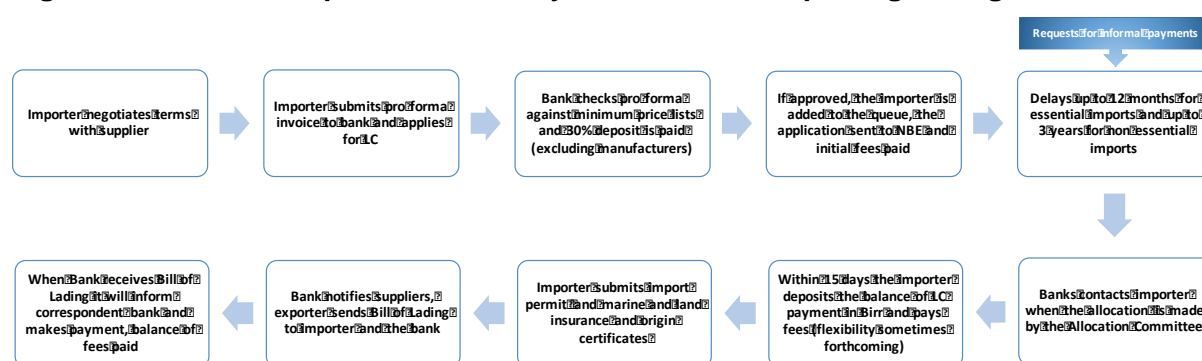 Requests for informal payments
Importer negotiates terms
with supplier
Importer submits pro forma
invoice to bank and applies
for LC
Bank checks pro forma
against minimum price lists
and 30% deposit is paid
(excluding manufacturers)
If approved, the importer is
added to the queue, the
application sent to NBE and
initial fees paid
Delays up to 12 months for
essential imports and up to
3 years for non essential
imports
Banks contacts importer
when the allocation is made
by the Allocation Committee
Within 15 days the importer
deposits the balance of LC
payment in Birr and pays
fees (flexibility sometimes
forthcoming)
Importer submits import
permit and marine and land
insurance and origin
certificates
Bank notifies suppliers,
exporter sends Bill of Lading
to importer and the bank
When Bank receives Bill of
Lading it will inform
correspondent bank and
makes payment, balance of
fees paid